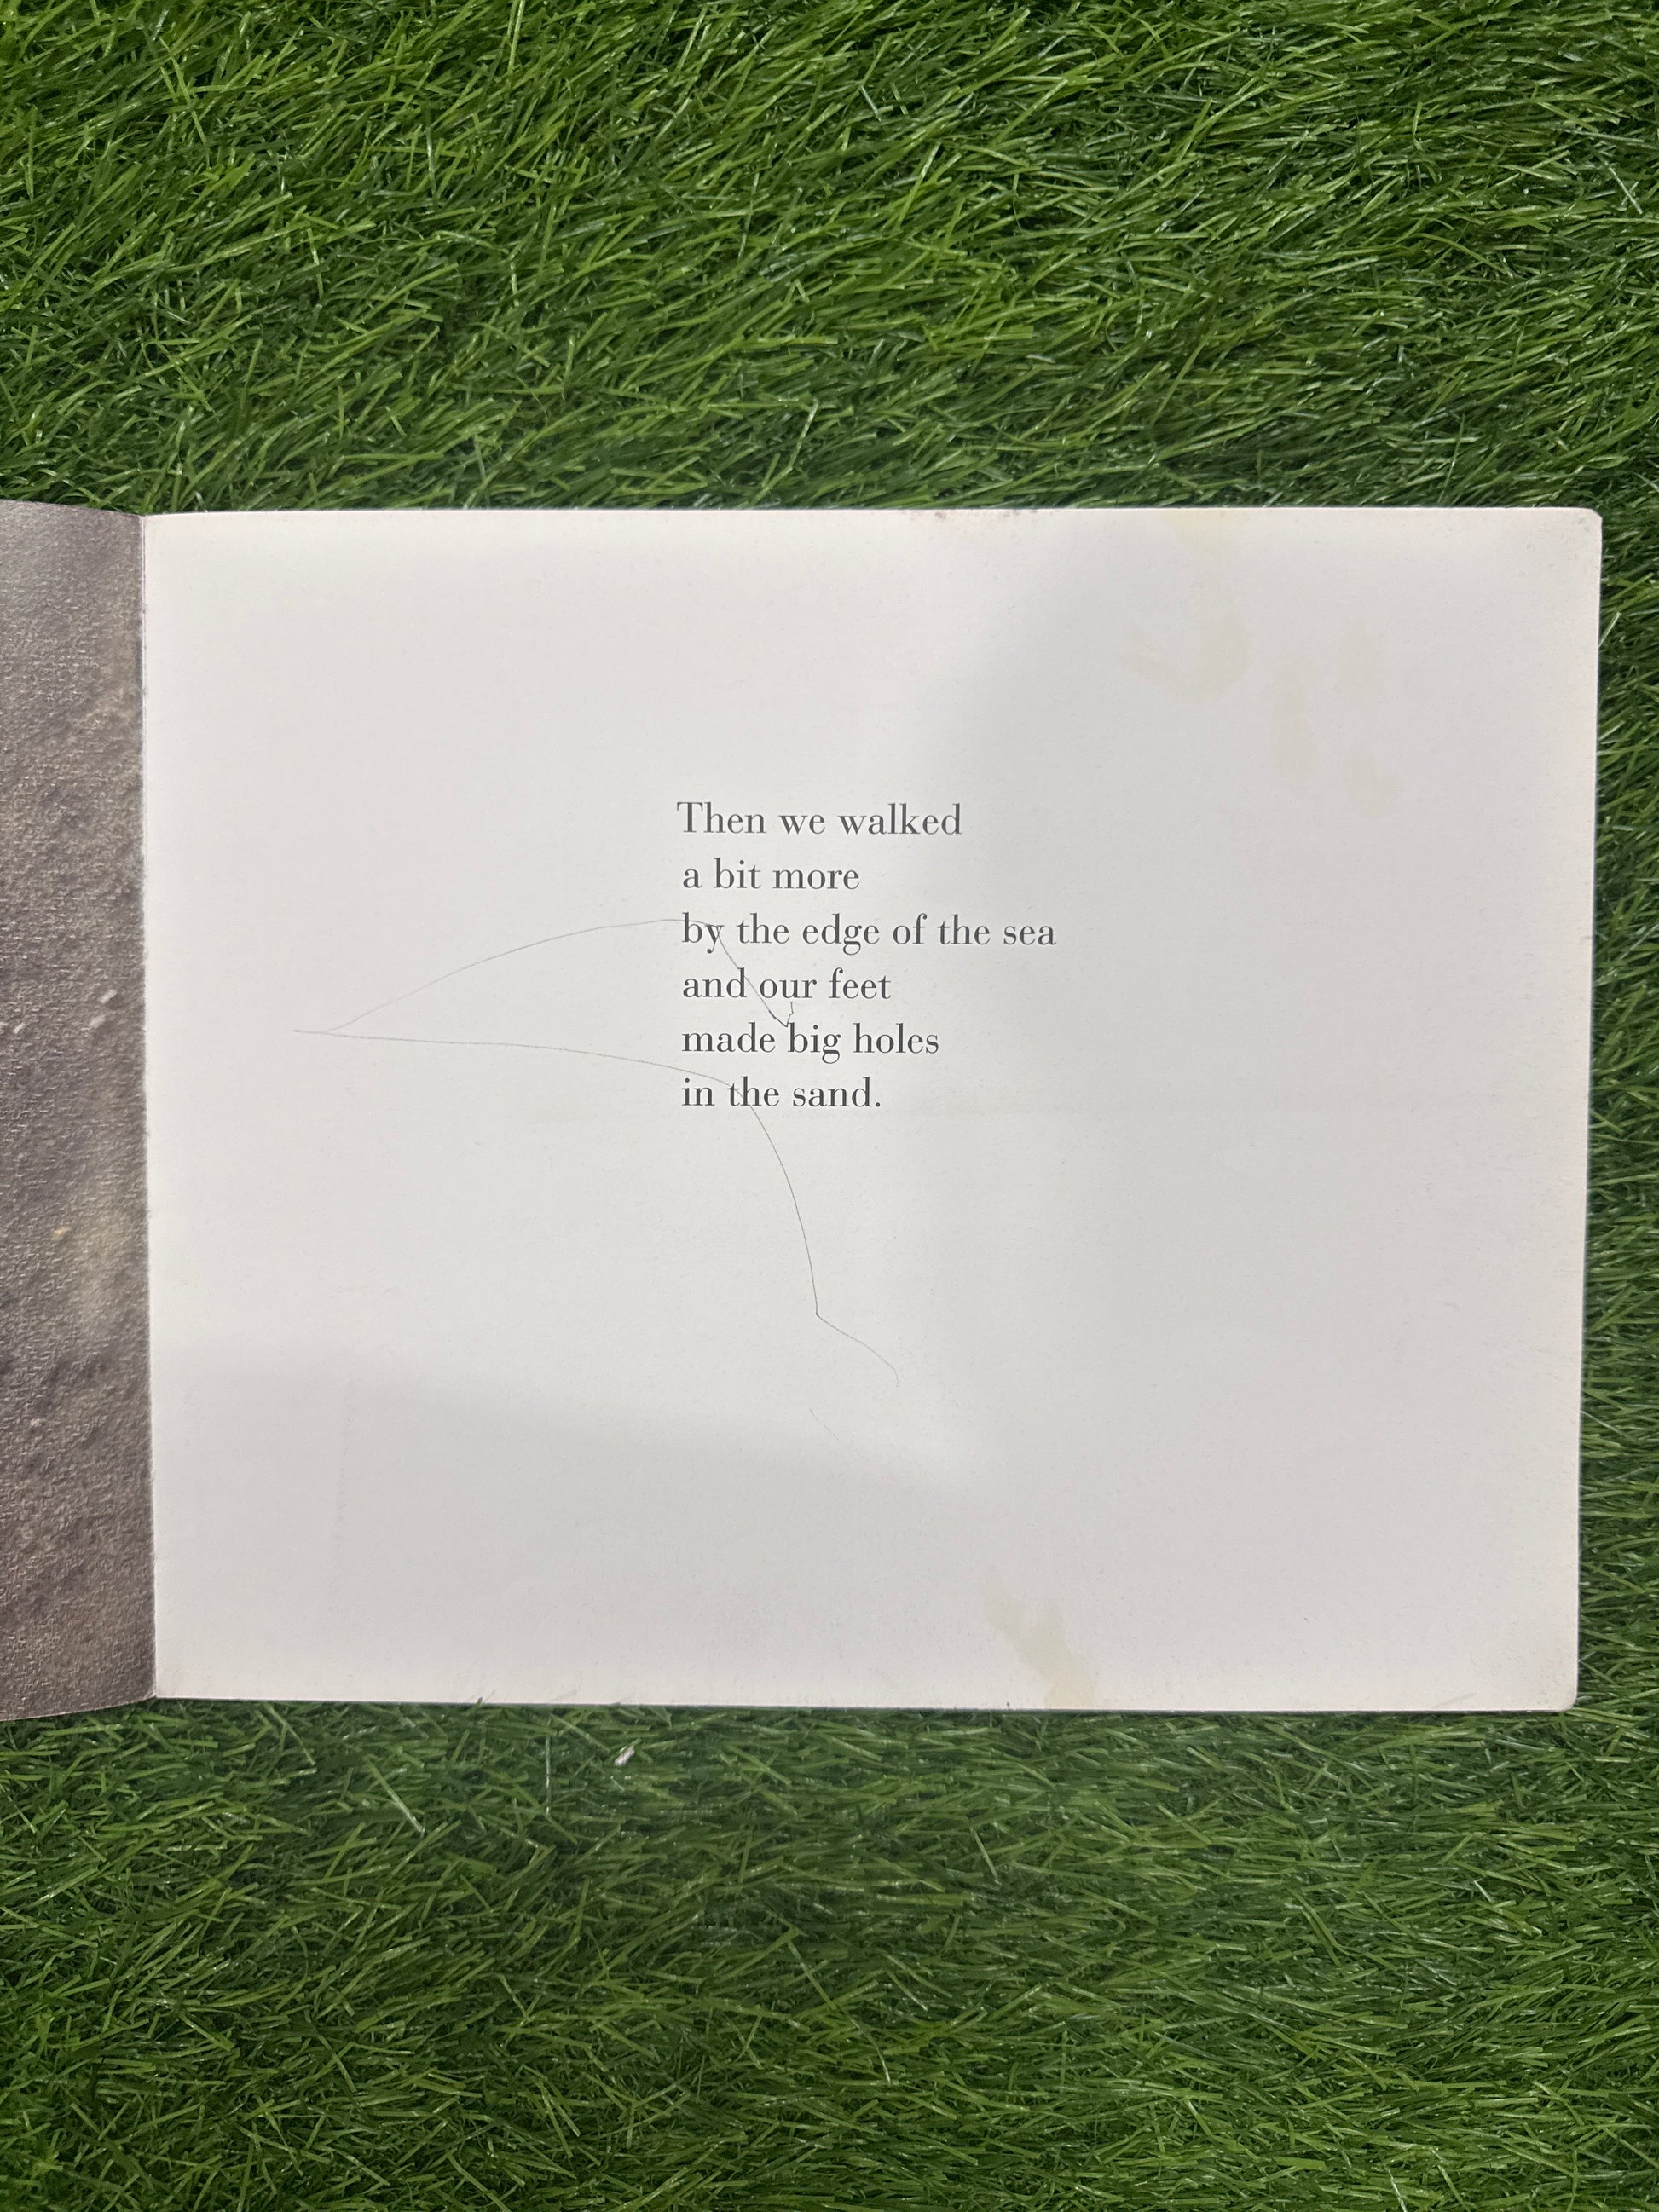 Then we walked
a bit more
by the edge of the sea
and our feet
made big holes
in the sand.